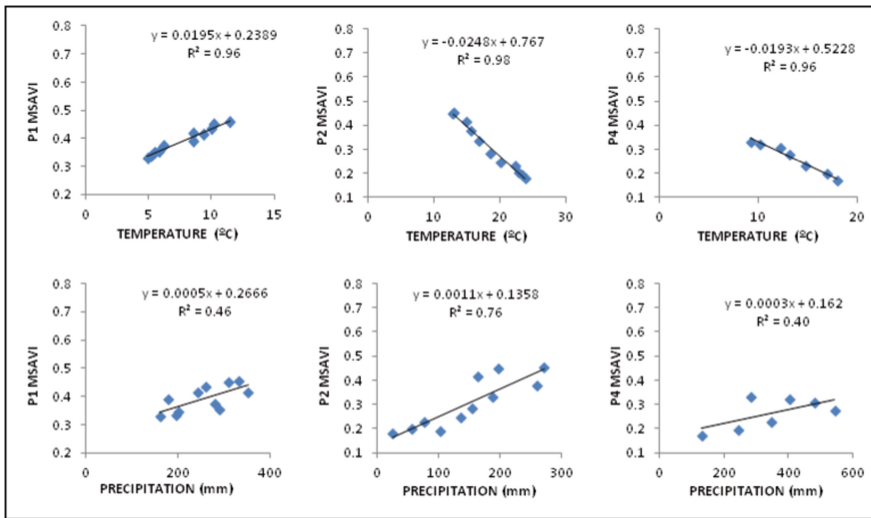 0.8
0.7
0.6
0.5
0.4
0.3
0.2
P1 MSAVI
y = 0.0195x + 0.2389
R² = 0.96
0 5 10 15
TEMPERATURE (ºC)
0.8
0.7
0.6
0.5
0.4
0.3
0.2
0.1
P2 MSAVI
y = -0.0248x + 0.767
R² = 0.98
0 10 20 30
TEMPERATURE (ºC)
0.8
0.7
0.6
0.5
0.4
0.3
0.2
0.1
P4 MSAVI
y = -0.0193x + 0.5228
R² = 0.96
0 10 20
TEMPERATURE (ºC)
0.8
0.7
0.6
0.5
0.4
0.3
0.2
P1 MSAVI
y = 0.0005x + 0.2666
R² = 0.46
0 200 400
PRECIPITATION (mm)
0.8
0.7
0.6
0.5
0.4
0.3
0.2
0.1
P2 MSAVI
y = 0.0011x + 0.1358
R² = 0.76
0 100 200 300
PRECIPITATION (mm)
0.8
0.7
0.6
0.5
0.4
0.3
0.2
0.1
P4 MSAVI
y = 0.0003x + 0.162
R² = 0.40
0 200 400 600
PRECIPITATION (mm)